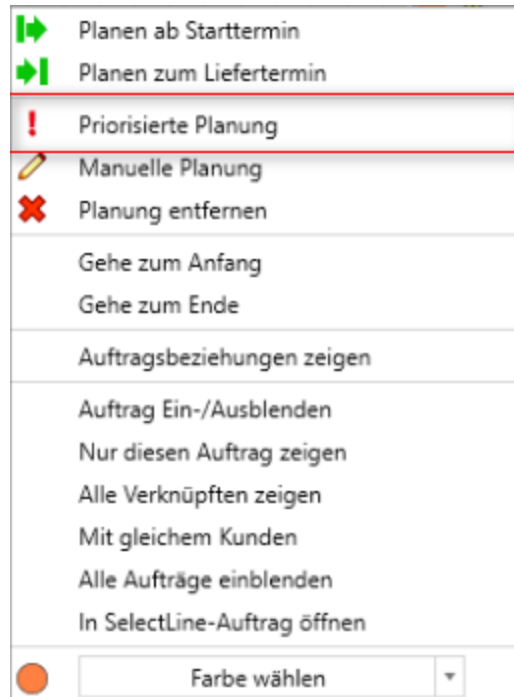 Planen ab Starttermin
Planen zum Liefertermin
Priorisierte Planung
Manuelle Planung
Planung entfernen
Gehe zum Anfang
Gehe zum Ende
Auftragsbeziehungen zeigen
Auftrag Ein-/Ausblenden
Nur diesen Auftrag zeigen
Alle Verknüpften zeigen
Mit gleichem Kunden
Alle Aufträge einblenden
In SelectLine-Auftrag öffnen
Farbe wählen